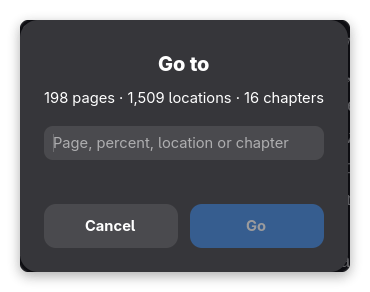 Go to
198 pages · 1,509 locations · 16 chapters
Page, percent, location or chapter
Cancel
Go